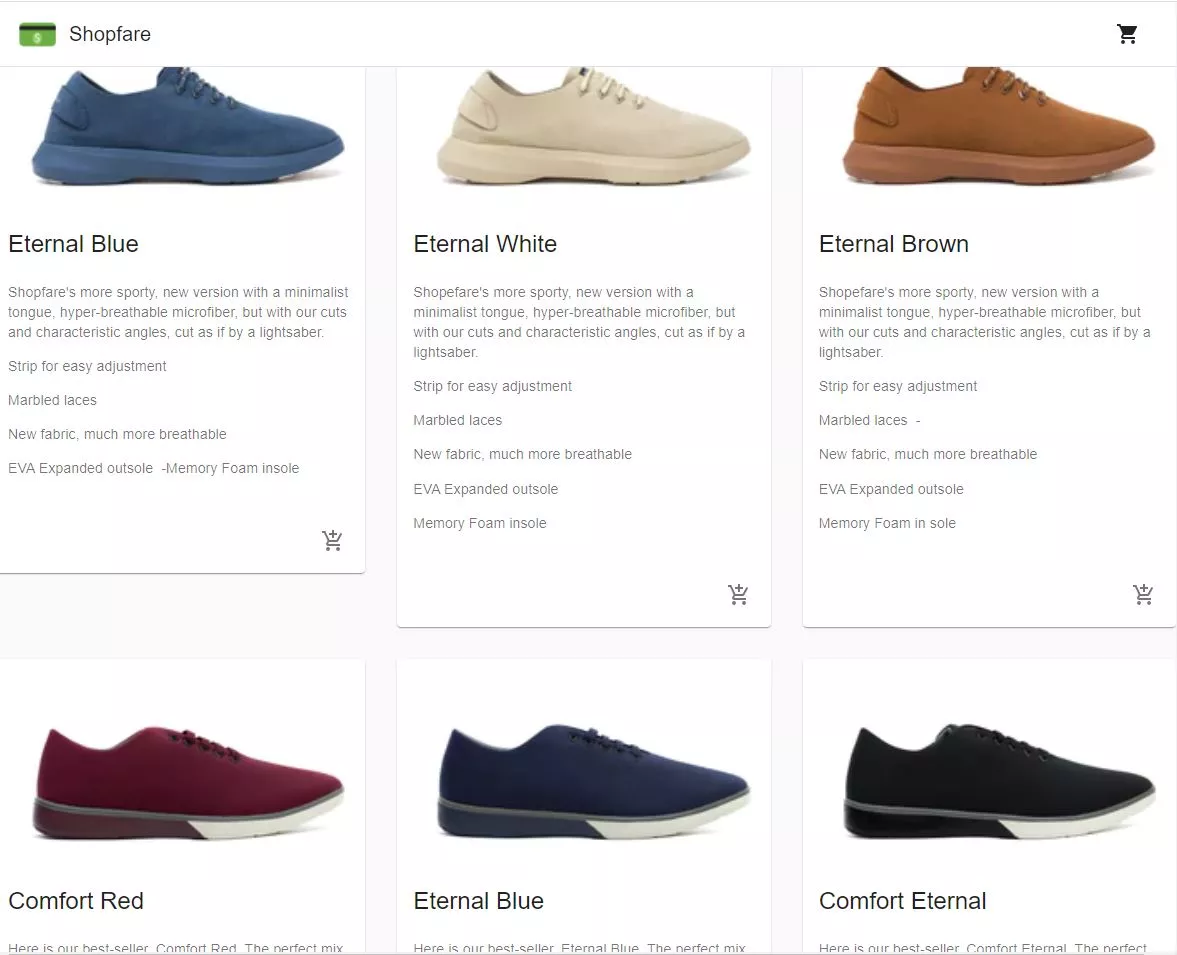 Shopfare
Eternal Blue
Shopfare's more sporty, new version with a minimalist
tongue, hyper-breathable microfiber, but with our cuts
and characteristic angles, cut as if by a lightsaber.
Strip for easy adjustment
Marbled laces
New fabric, much more breathable
EVA Expanded outsole  -Memory Foam insole
Eternal White
Shopefare's more sporty, new version with a
minimalist tongue, hyper-breathable microfiber, but
with our cuts and characteristic angles, cut as if by a
lightsaber.
Strip for easy adjustment
Marbled laces
New fabric, much more breathable
EVA Expanded outsole
Memory Foam insole
Eternal Brown
Shopefare's more sporty, new version with a
minimalist tongue, hyper-breathable microfiber, but
with our cuts and characteristic angles, cut as if by a
lightsaber.
Strip for easy adjustment
Marbled laces  -
New fabric, much more breathable
EVA Expanded outsole
Memory Foam in sole
Comfort Red
Here is our best-seller, Comfort Red. The perfect mix
Eternal Blue
Here is our best-seller, Eternal Blue. The perfect mix
Comfort Eternal
Here is our best-seller, Comfort Eternal. The perfect